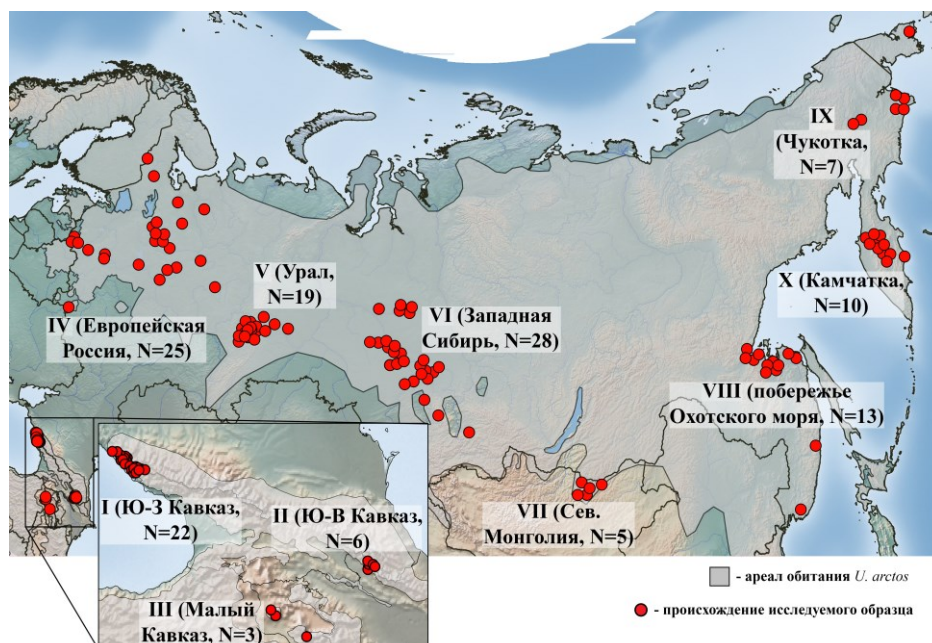 IX
(Чукотка,
N=7)
V (Урал,
N=19)
X (Камчатка,
N=10)
IV (Европейская
Россия, N=25)
VI (Западная
Сибирь, N=28)
VIII (побережье
Охотского моря, N=13)
I (Ю-З Кавказ,
N=22)
II (Ю-В Кавказ,
N=6)
VII (Сев.
Монголия, N=5)
III (Малый
Кавказ, N=3)
- ареал обитания U. arctos
- происхождение исследуемого образца